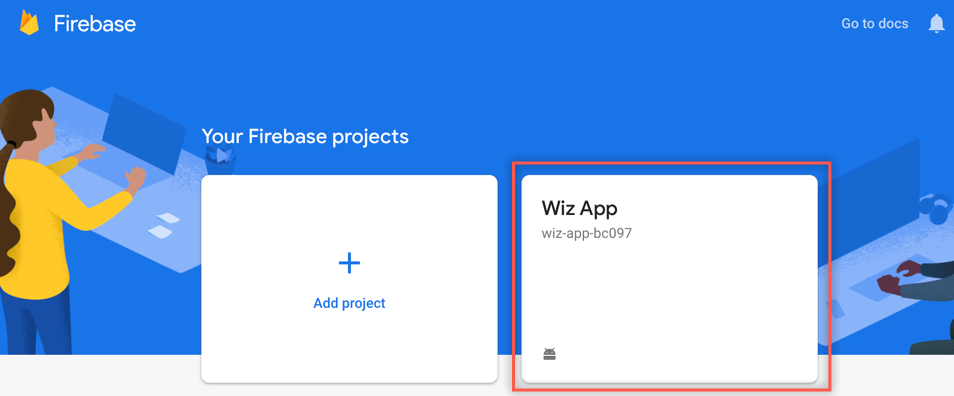 Firebase
Go to docs
Your Firebase projects
Add project
Wiz App
wiz-app-bc097